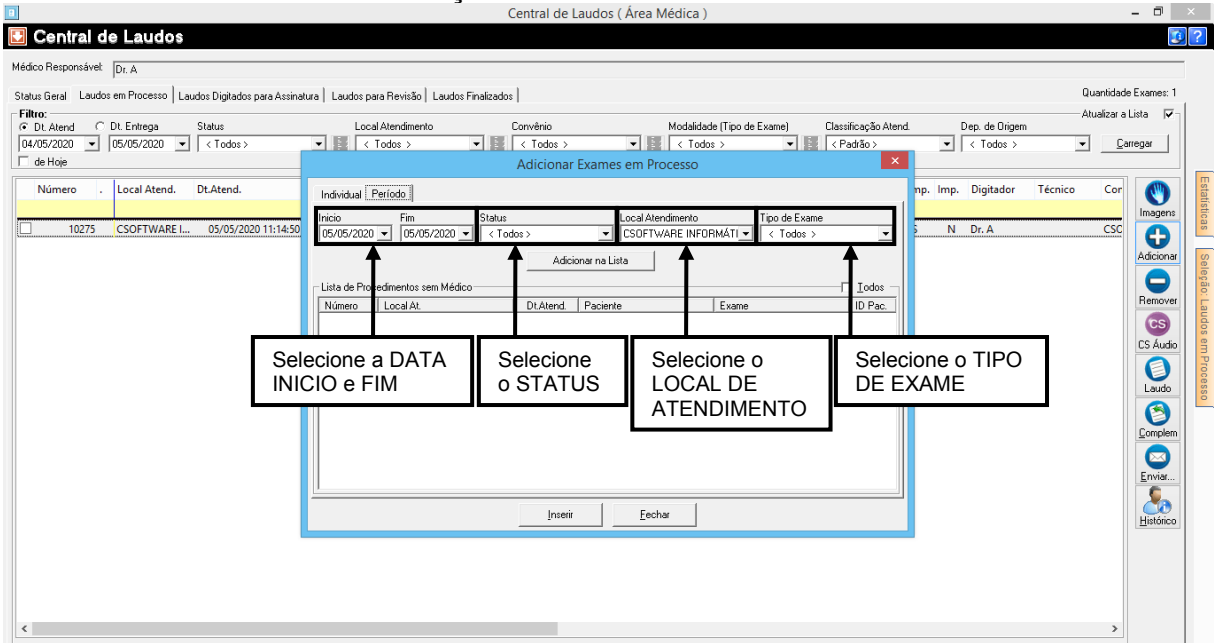 Central de Laudos ( Área Médica )
Central de Laudos
Médico Responsável: Dr. A
Status Geral Laudos em Processo Laudos Digitados para Assinatura Laudos para Revisão Laudos Finalizados Quantidade Exames: 1
Filtro: Atualizar a Lista
Dt. Atend Dt. Entrega Status Local Atendimento Convênio Modalidade (Tipo de Exame) Classificação Atend. Dep. de Origem
04/05/2020 05/05/2020 < Todos > < Todos > < Todos > < Todos > < Padrão > < Todos > Carregar
de Hoje
Adicionar Exames em Processo
Número . Local Atend. Dt.Atend. mp. Imp. Digitador Técnico Cor
10275 CSOFTWARE I... 05/05/2020 11:14:50 N Dr. A CSC
Individual Período
Inicio Fim Status Local Atendimento Tipo de Exame
05/05/2020 05/05/2020 < Todos > CSOFTWARE INFORMÁTI < Todos >
Adicionar na Lista
Lista de Procedimentos sem Médico Todos
Número Local At. Dt.Atend. Paciente Exame ID Pac.
Selecione a DATA
INICIO e FIM
Selecione
o STATUS
Selecione o
LOCAL DE
ATENDIMENTO
Selecione o TIPO
DE EXAME
Inserir Fechar
Imagens
Adicionar
Remover
CS
CS Áudio
Laudo
Complem
Enviar...
Histórico
Estatísticas
Seleção: Laudos em Processo